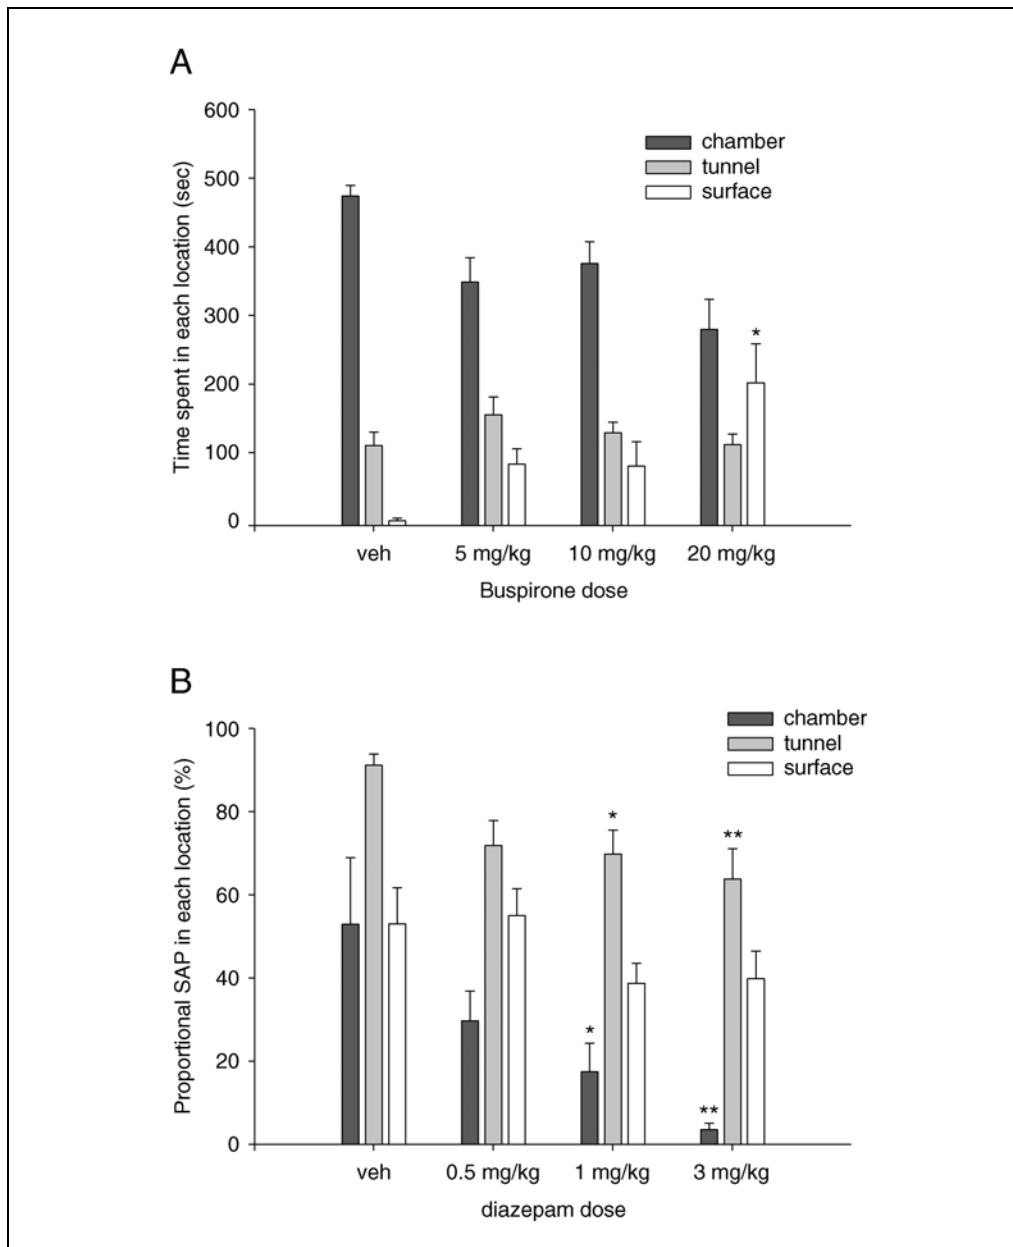 A
Time spent in each location (sec)
600
500
400
300
200
100
0
chamber
tunnel
surface
*
veh 5 mg/kg 10 mg/kg 20 mg/kg
Buspirone dose
B
Proportional SAP in each location (%)
100
80
60
40
20
0
chamber
tunnel
surface
* **
* **
veh 0.5 mg/kg 1 mg/kg 3 mg/kg
diazepam dose